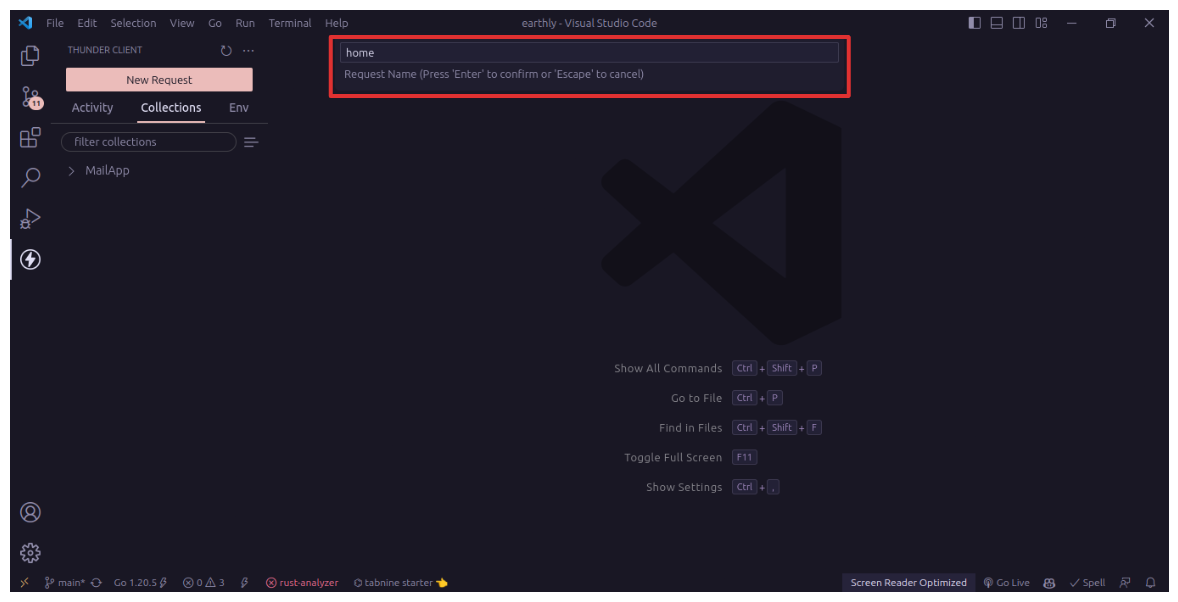 File Edit Selection View Go Run Terminal Help earthly - Visual Studio Code
THUNDER CLIENT
home
Request Name (Press 'Enter' to confirm or 'Escape' to cancel)
New Request
11
Activity Collections Env
filter collections
MailApp
Show All Commands Ctrl + Shift + P
Go to File Ctrl + P
Find in Files Ctrl + Shift + F
Toggle Full Screen F11
Show Settings Ctrl + ,
main* Go 1.20.5 0 3 rust-analyzer tabnine starter Screen Reader Optimized Go Live Spell